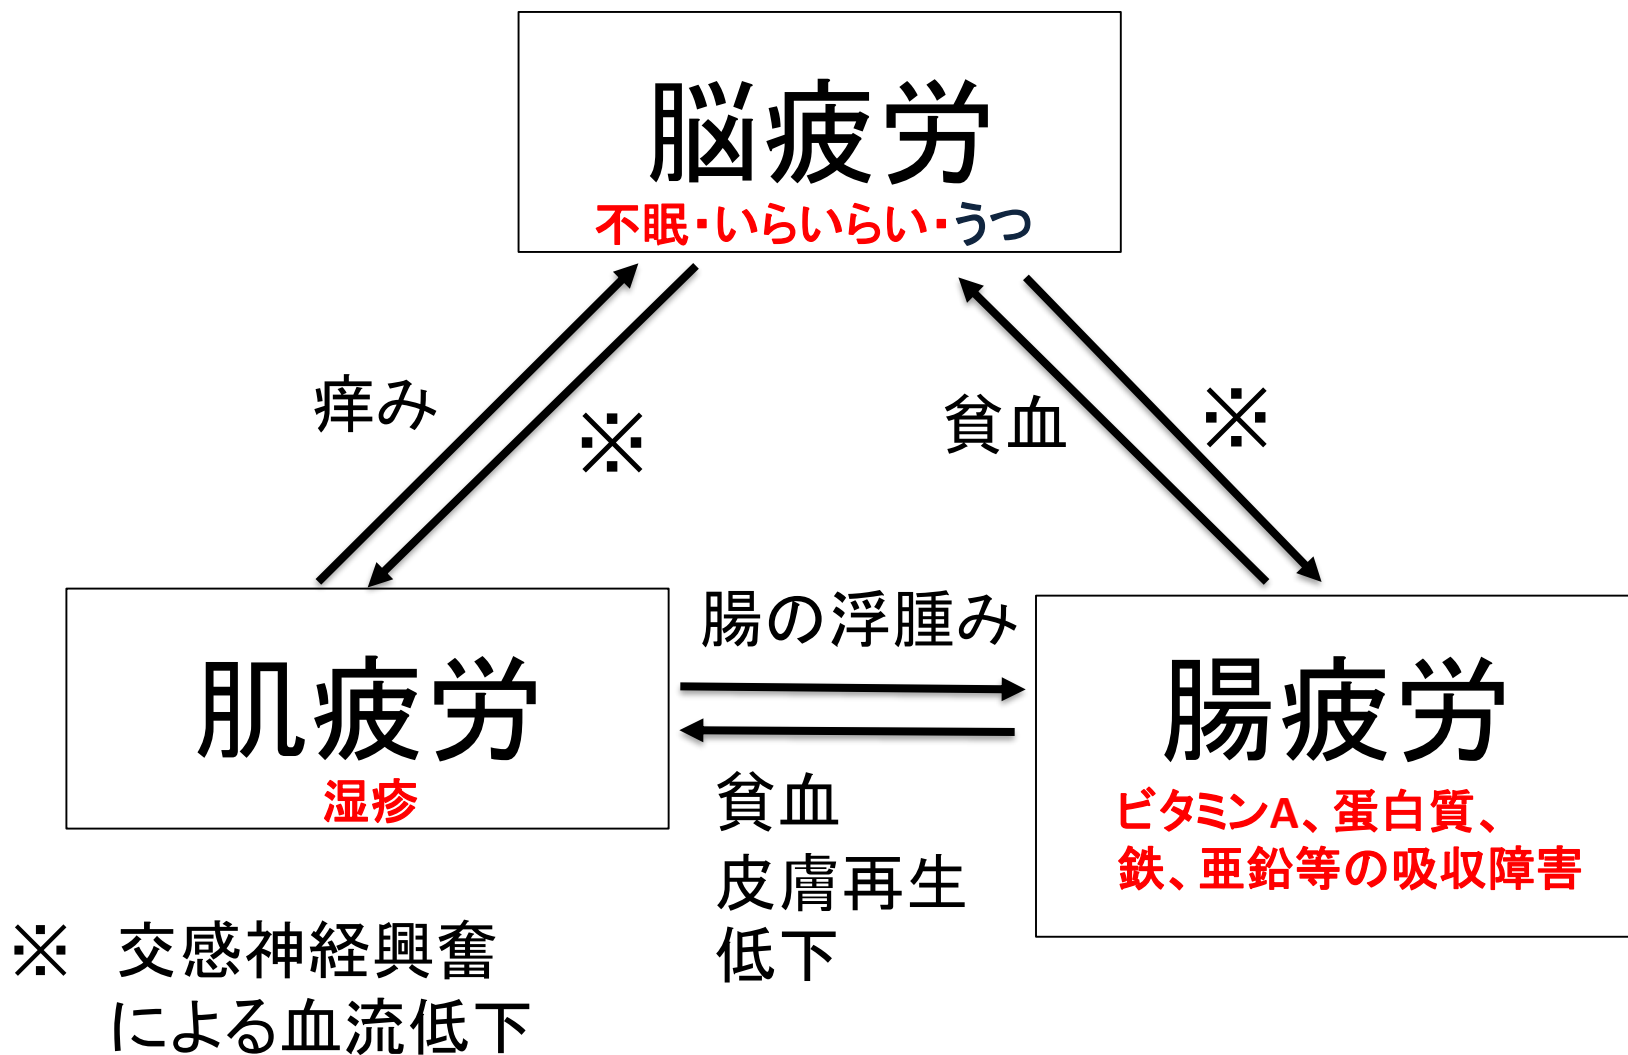 脳疲労
不眠・いらいらい・うつ
痒み
※
貧血
※
腸の浮腫み
肌疲労
湿疹
腸疲労
ビタミンA、蛋白質、
鉄、亜鉛等の吸収障害
貧血
皮膚再生
低下
※　交感神経興奮
による血流低下